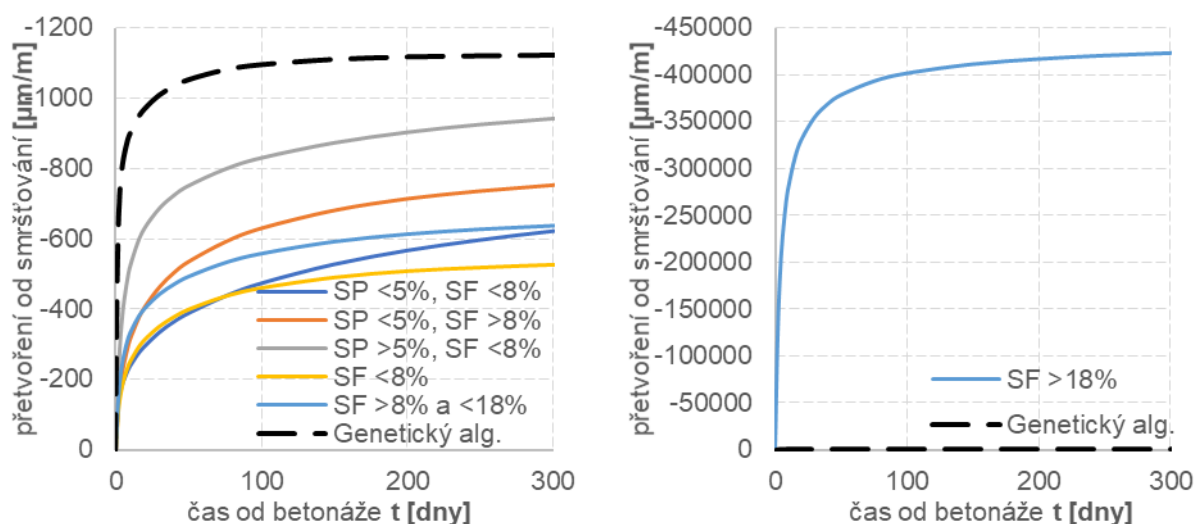 přetvoření od smršťování [µm/m]
-1200
-1000
-800
-600
-400
-200
0
SP <5%, SF <8%
SP <5%, SF >8%
SP >5%, SF <8%
SF <8%
SF >8% a <18%
Genetický alg.
0 100 200 300
čas od betonáže t [dny]
přetvoření od smršťování [µm/m]
-450000
-400000
-350000
-300000
-250000
-200000
-150000
-100000
-50000
0
SF >18%
Genetický alg.
0 100 200 300
čas od betonáže t [dny]